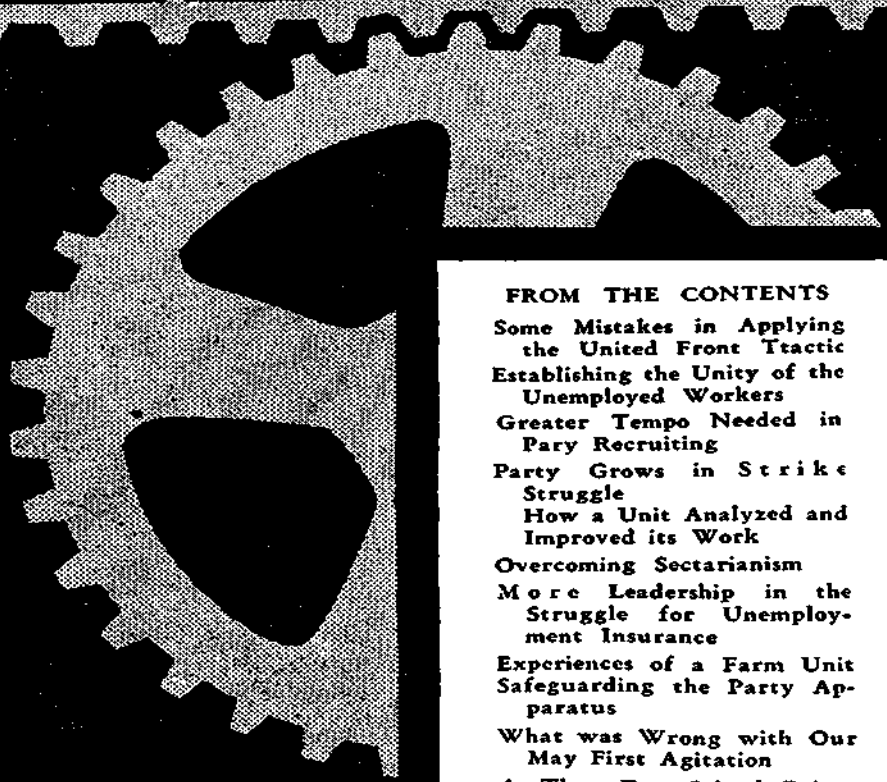 FROM THE CONTENTS
Some Mistakes in Applying
the United Front Ttactic
Establishing the Unity of the
Unemployed Workers
Greater Tempo Needed in
Pary Recruiting
Party Grows in Strike
Struggle
How a Unit Analyzed and
Improved its Work
Overcoming Sectarianism
More Leadership in the
Struggle for Unemploy-
ment Insurance
Experiences of a Farm Unit
Safeguarding the Party Ap-
paratus
What was Wrong with Our
May First Agitation